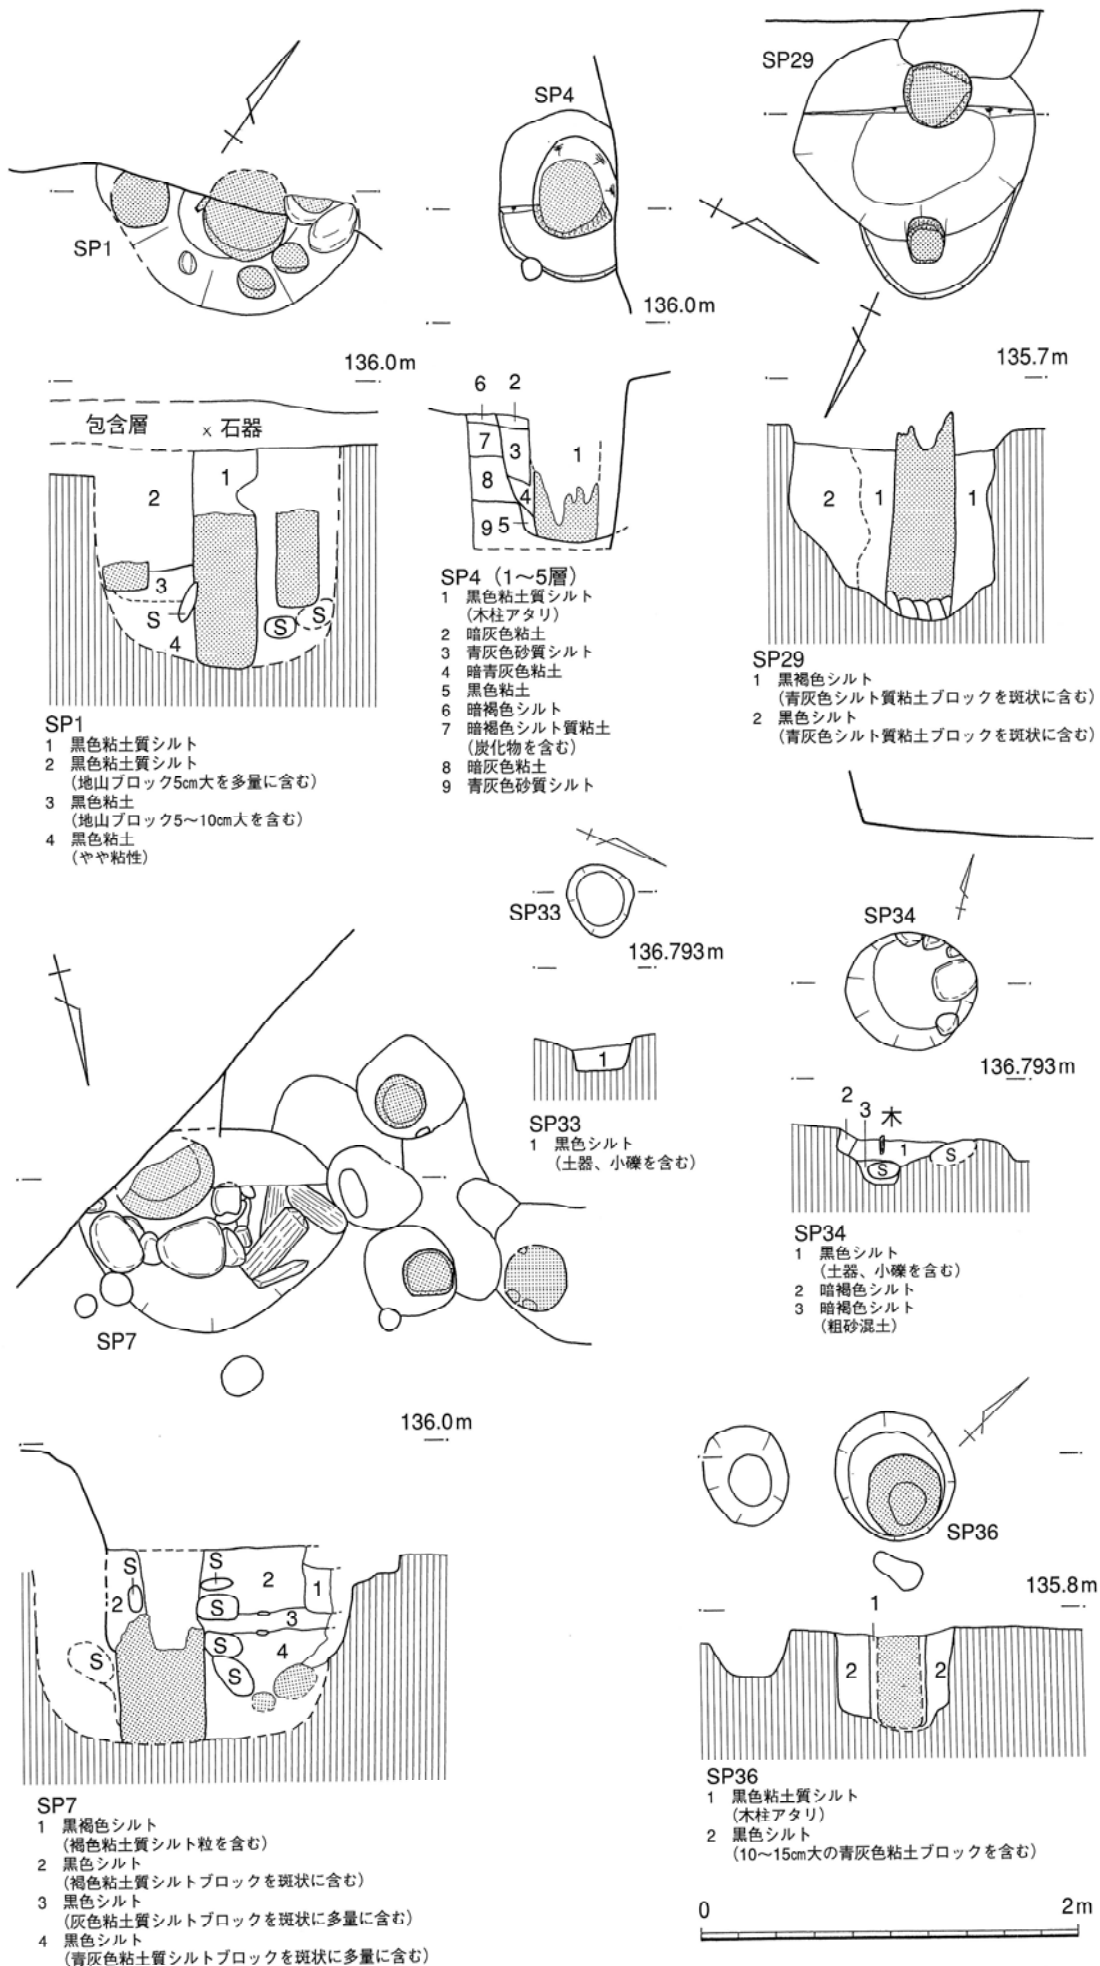 SP1
136.0m
包含層
× 石器
1
2
3
S
4
S
S
SP1
1 黒色粘土質シルト
2 黒色粘土質シルト
(地山ブロック5cm大を多量に含む)
3 黒色粘土
(地山ブロック5〜10cm大を含む)
4 黒色粘土
(やや粘性)
SP4
136.0m
6 2
7
3
1
8
4
9 5
SP4 (1〜5層)
1 黒色粘土質シルト
(木柱アタリ)
2 暗灰色粘土
3 青灰色砂質シルト
4 暗青灰色粘土
5 黒色粘土
6 暗褐色シルト
7 暗褐色シルト質粘土
(炭化物を含む)
8 暗灰色粘土
9 青灰色砂質シルト
SP29
135.7m
2 1 1
SP29
1 黒褐色シルト
(青灰色シルト質粘土ブロックを斑状に含む)
2 黒色シルト
(青灰色シルト質粘土ブロックを斑状に含む)
SP33
136.793m
1
SP33
1 黒色シルト
(土器、小礫を含む)
SP34
136.793m
2
3 木
1
S
S
SP34
1 黒色シルト
(土器、小礫を含む)
2 暗褐色シルト
3 暗褐色シルト
(粗砂混土)
SP7
136.0m
S
S
2
1
2
S
3
S
4
S
S
SP7
1 黒褐色シルト
(褐色粘土質シルト粒を含む)
2 黒色シルト
(褐色粘土質シルトブロックを斑状に含む)
3 黒色シルト
(灰色粘土質シルトブロックを斑状に多量に含む)
4 黒色シルト
(青灰色粘土質シルトブロックを斑状に多量に含む)
SP36
135.8m
1
2 2
SP36
1 黒色粘土質シルト
(木柱アタリ)
2 黒色シルト
(10〜15cm大の青灰色粘土ブロックを含む)
0 2m